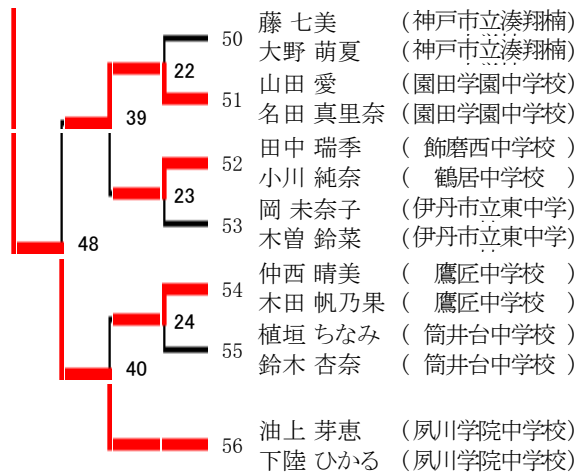 50
藤 七美 (神戸市立湊翔楠)
大野 萌夏 (神戸市立湊翔楠)
22
51
山田 愛 (園田学園中学校)
名田 真里奈 (園田学園中学校)
39
52
田中 瑞季 ( 飾磨西中学校 )
小川 純奈 ( 鶴居中学校 )
23
53
岡 未奈子 (伊丹市立東中学)
木曽 鈴菜 (伊丹市立東中学)
48
54
仲西 晴美 ( 鷹匠中学校 )
木田 帆乃果 ( 鷹匠中学校 )
24
55
植垣 ちなみ ( 筒井台中学校 )
鈴木 杏奈 ( 筒井台中学校 )
40
56
油上 芽恵 (夙川学院中学校)
下陸 ひかる (夙川学院中学校)